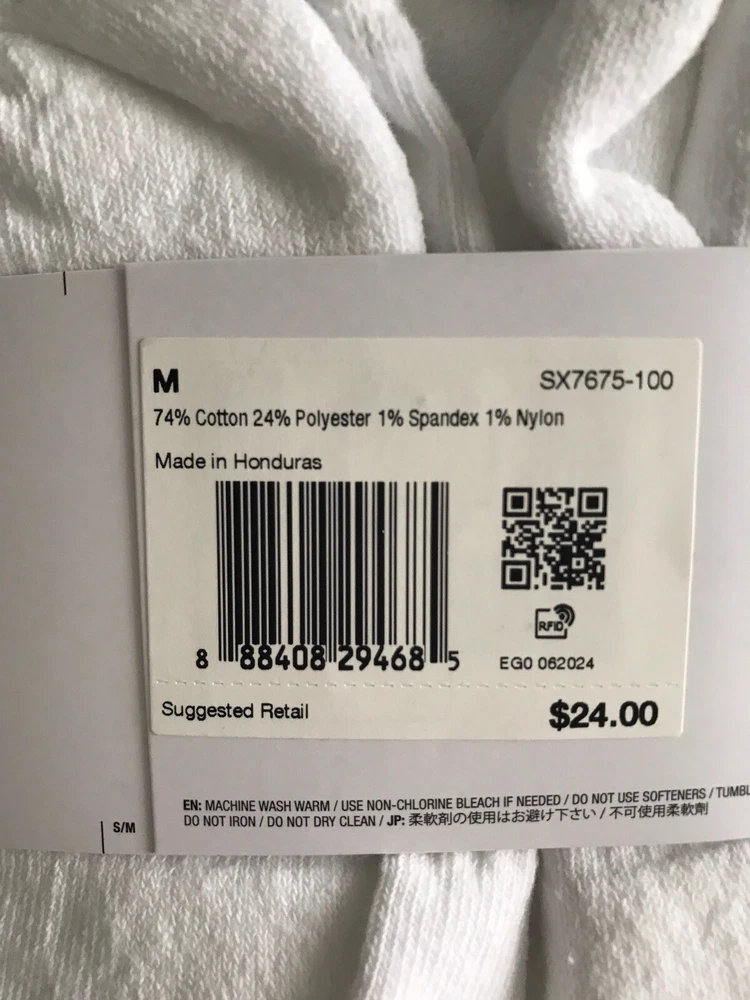 M
SX7675-100
74% Cotton 24% Polyester 1% Spandex 1% Nylon
Made in Honduras
RFID
8 88408 29468 5
EG0 062024
Suggested Retail
$24.00
EN: MACHINE WASH WARM / USE NON-CHLORINE BLEACH IF NEEDED / DO NOT USE SOFTENERS / TUMBL
DO NOT IRON / DO NOT DRY CLEAN / JP: 柔軟剤の使用はお避け下さい / 不可使用柔軟劑
S/M